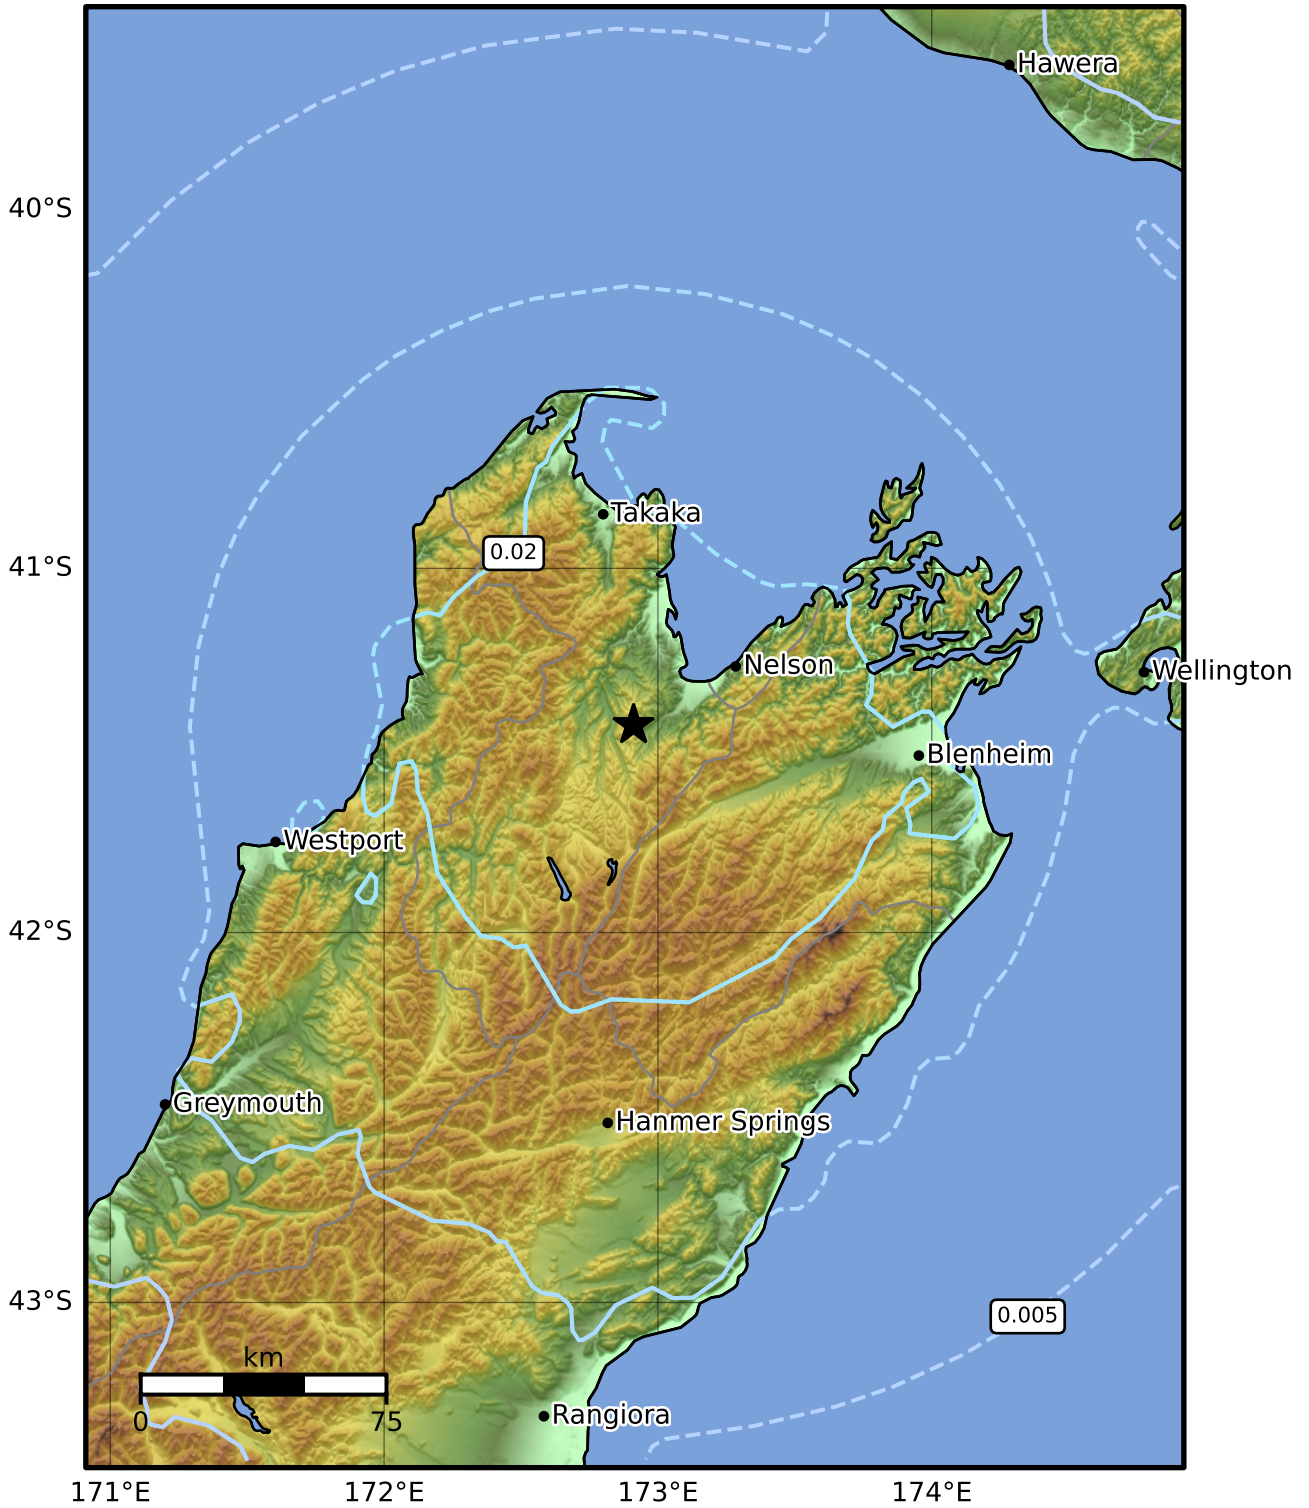 Hawera
40°S
Takaka
0.02
41°S
Nelson
Wellington
Blenheim
Westport
42°S
Greymouth
Hanmer Springs
43°S
0.005
km
0 75
Rangiora
171°E 172°E 173°E 174°E